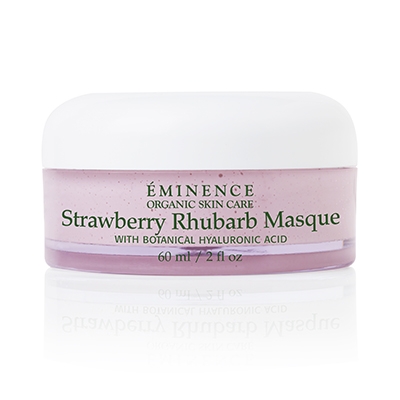 ÉMINENCE
ORGANIC SKIN CARE
Strawberry Rhubarb Masque
WITH BOTANICAL HYALURONIC ACID
60 ml / 2 fl oz